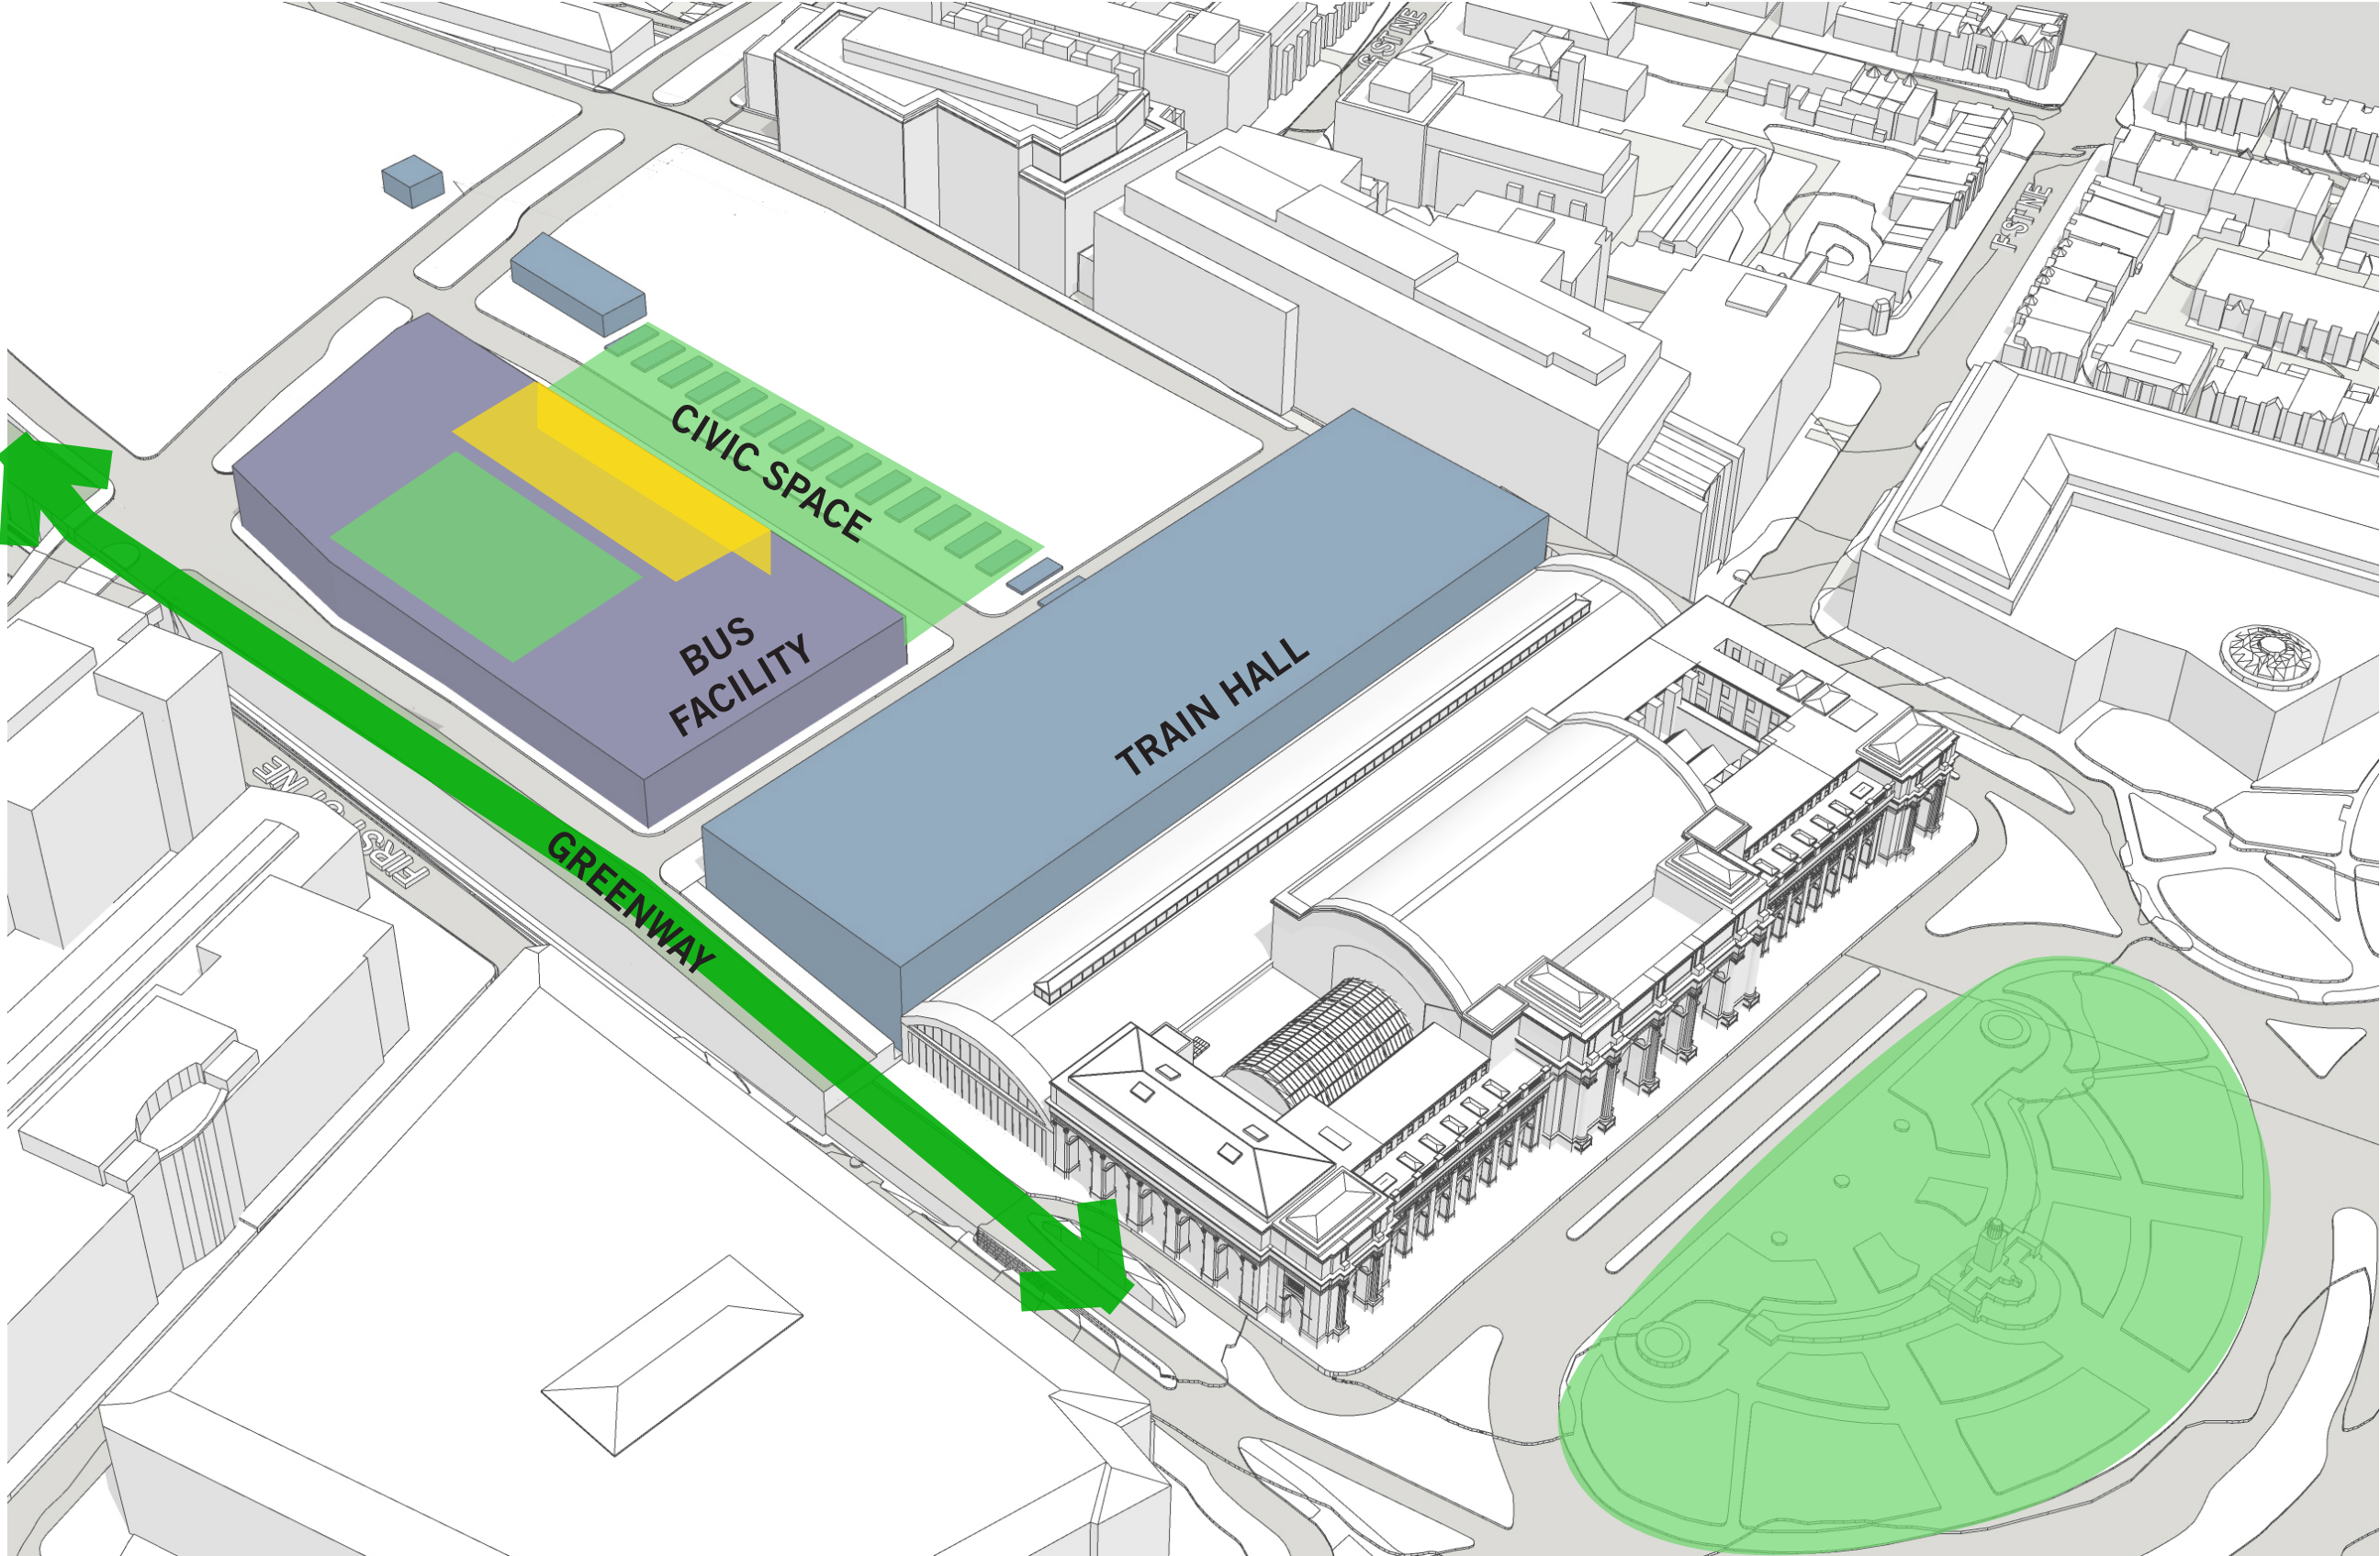 G ST NE
F ST NE
CIVIC SPACE
BUS
FACILITY
TRAIN HALL
GREENWAY
FIRST ST NE